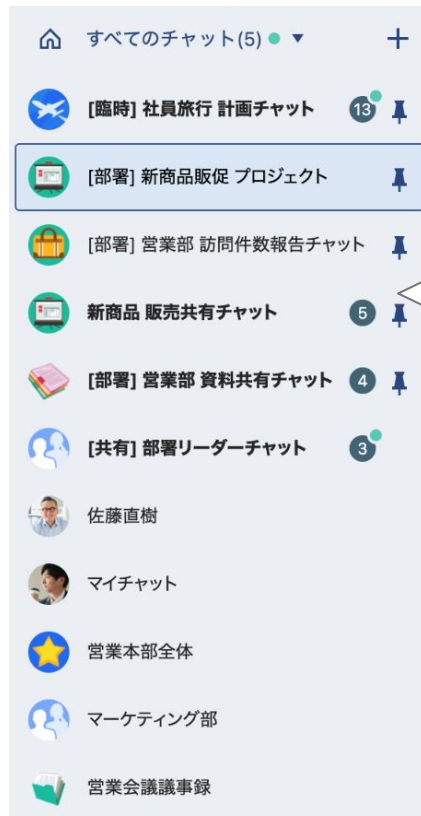 すべてのチャット(5)
[臨時] 社員旅行 計画チャット 13
[部署] 新商品販促 プロジェクト
[部署] 営業部 訪問件数報告チャット
新商品 販売共有チャット 5
[部署] 営業部 資料共有チャット 4
[共有] 部署リーダーチャット 3
佐藤直樹
マイチャット
営業本部全体
マーケティング部
営業会議議事録